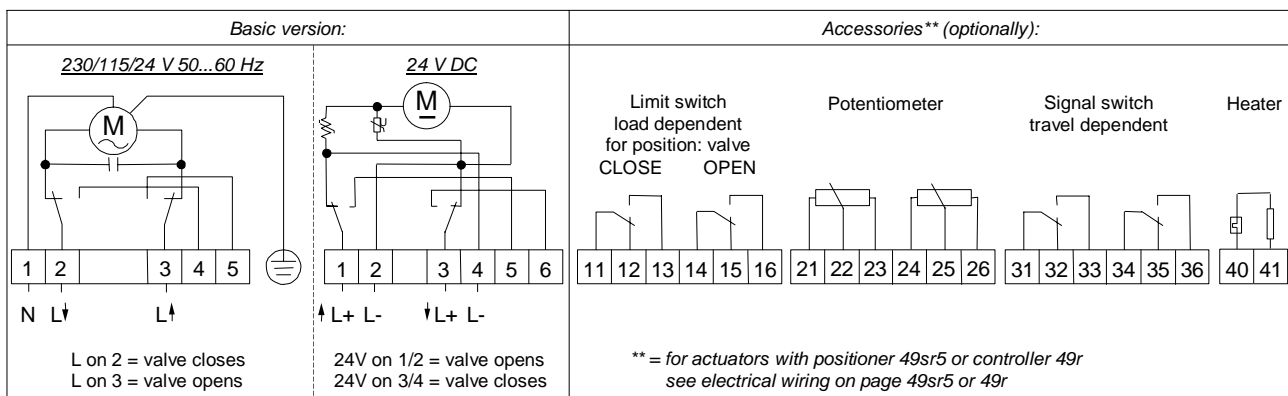 Basic version:
Accessories** (optionally):
230/115/24 V 50...60 Hz
24 V DC
M
M
Limit switch
load dependent
for position: valve
CLOSE OPEN
Potentiometer
Signal switch
travel dependent
Heater
1 2 3 4 5
1 2 3 4 5 6
11 12 13 14 15 16
21 22 23 24 25 26
31 32 33 34 35 36
40 41
N L L
L+ L- L+ L-
L on 2 = valve closes
L on 3 = valve opens
24V on 1/2 = valve opens
24V on 3/4 = valve closes
** = for actuators with positioner 49sr5 or controller 49r
see electrical wiring on page 49sr5 or 49r